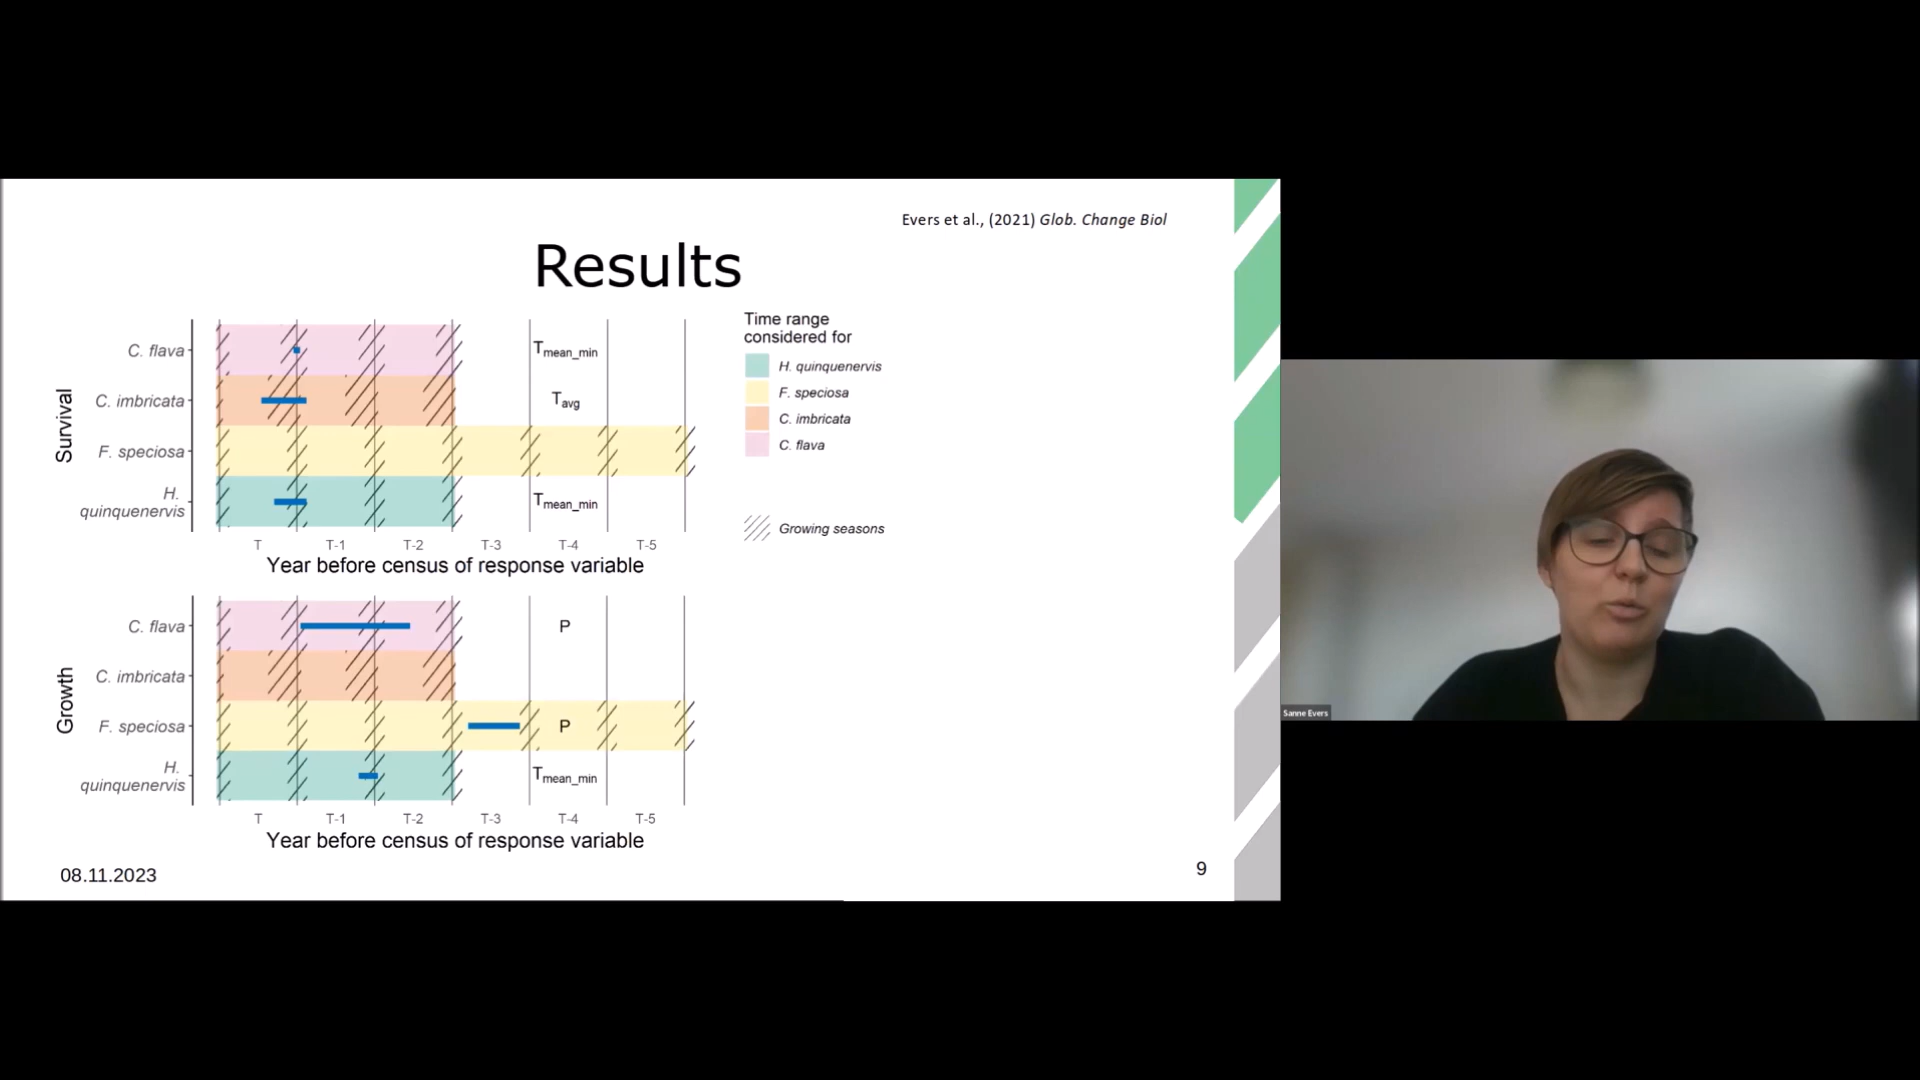 Evers et al., (2021) Glob. Change Biol
Results
Survival
C. flava
C. imbricata
F. speciosa
H.
quinquenervis
Tmean_min
Tavg
Tmean_min
T T-1 T-2 T-3 T-4 T-5
Year before census of response variable
Time range
considered for
H. quinquenervis
F. speciosa
C. imbricata
C. flava
Growing seasons
Growth
C. flava
C. imbricata
F. speciosa
H.
quinquenervis
P
P
Tmean_min
T T-1 T-2 T-3 T-4 T-5
Year before census of response variable
08.11.2023
9
Sanne Evers